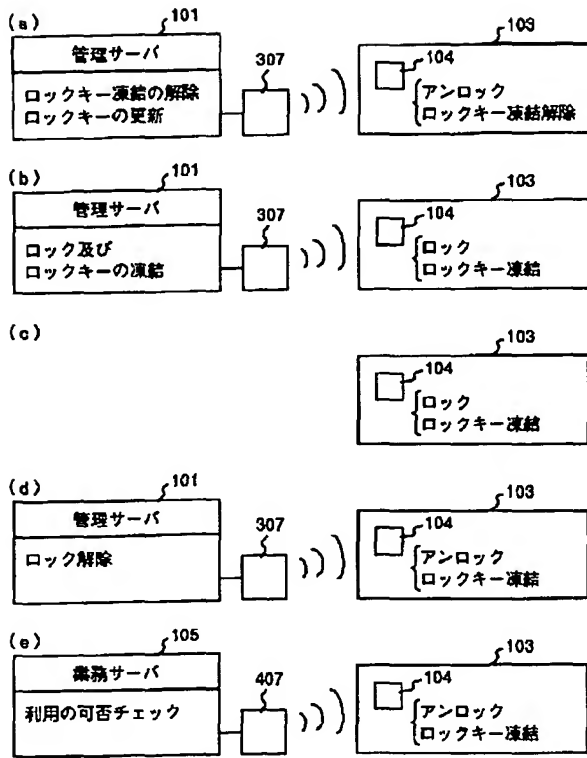 (a)
101
管理サーバ
ロックキー凍結の解除
ロックキーの更新
307
103
104
アンロック
ロックキー凍結解除
(b)
101
管理サーバ
ロック及び
ロックキーの凍結
307
103
104
ロック
ロックキー凍結
(c)
103
104
ロック
ロックキー凍結
(d)
101
管理サーバ
ロック解除
307
103
104
アンロック
ロックキー凍結
(e)
105
業務サーバ
利用の可否チェック
407
103
104
アンロック
ロックキー凍結